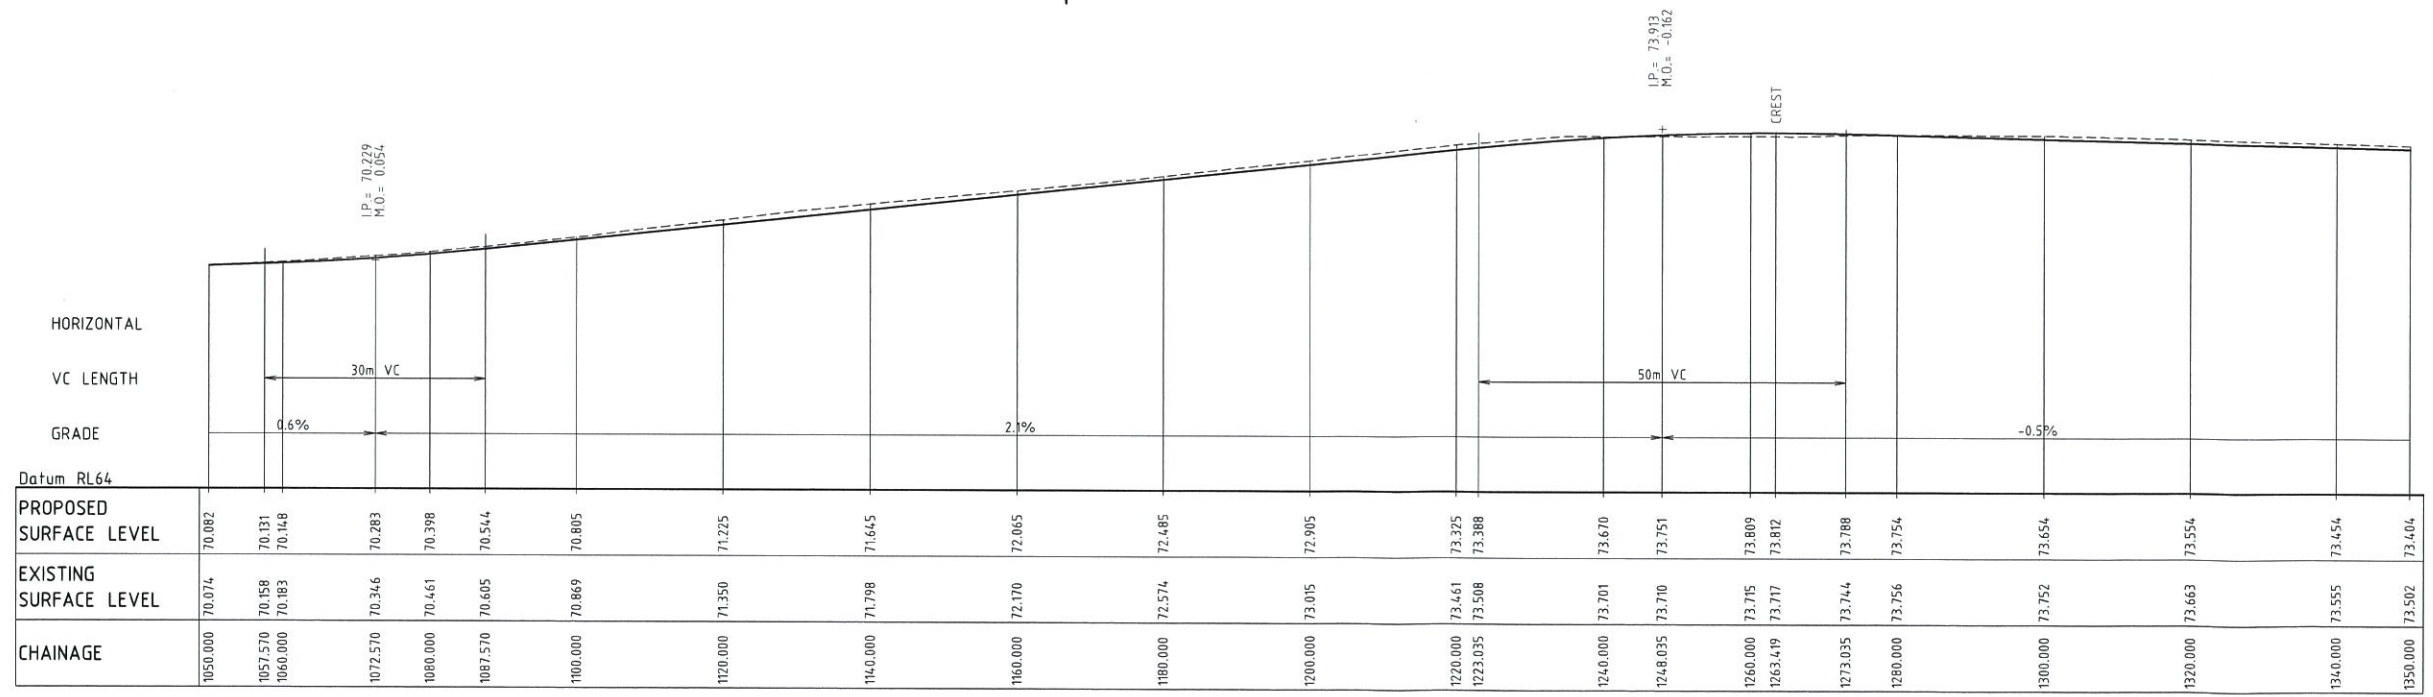 I.P.= 73.913
M.O.= -0.162
CREST
I.P.= 70.229
M.O.= 0.054
HORIZONTAL
VC LENGTH
30m VC
50m VC
GRADE
0.6%
2.1%
-0.5%
Datum RL64
PROPOSED
SURFACE LEVEL
70.082 70.131 70.148 70.283 70.398 70.544 70.805 71.225 71.645 72.065 72.485 72.905 73.325 73.388 73.670 73.751 73.809 73.812 73.788 73.754 73.654 73.554 73.454 73.404
EXISTING
SURFACE LEVEL
70.074 70.158 70.183 70.346 70.461 70.605 70.869 71.350 71.798 72.170 72.574 73.015 73.461 73.508 73.701 73.710 73.715 73.717 73.744 73.756 73.752 73.663 73.555 73.502
CHAINAGE
1050.000 1057.570 1060.000 1072.570 1080.000 1087.570 1100.000 1120.000 1140.000 1160.000 1180.000 1200.000 1220.000 1223.035 1240.000 1248.035 1260.000 1263.419 1273.035 1280.000 1300.000 1320.000 1340.000 1350.000